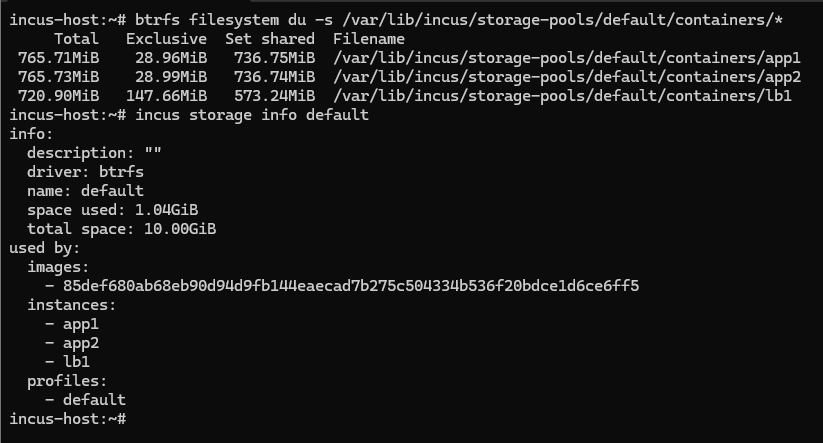 incus-host:~# btrfs filesystem du -s /var/lib/incus/storage-pools/default/containers/*
     Total   Exclusive  Set shared  Filename
 765.71MiB    28.96MiB   736.75MiB  /var/lib/incus/storage-pools/default/containers/app1
 765.73MiB    28.99MiB   736.74MiB  /var/lib/incus/storage-pools/default/containers/app2
 720.90MiB   147.66MiB   573.24MiB  /var/lib/incus/storage-pools/default/containers/lb1
incus-host:~# incus storage info default
info:
  description: ""
  driver: btrfs
  name: default
  space used: 1.04GiB
  total space: 10.00GiB
used by:
  images:
    - 85def680ab68eb90d94d9fb144eaecad7b275c504334b536f20bdce1d6ce6ff5
  instances:
    - app1
    - app2
    - lb1
  profiles:
    - default
incus-host:~#